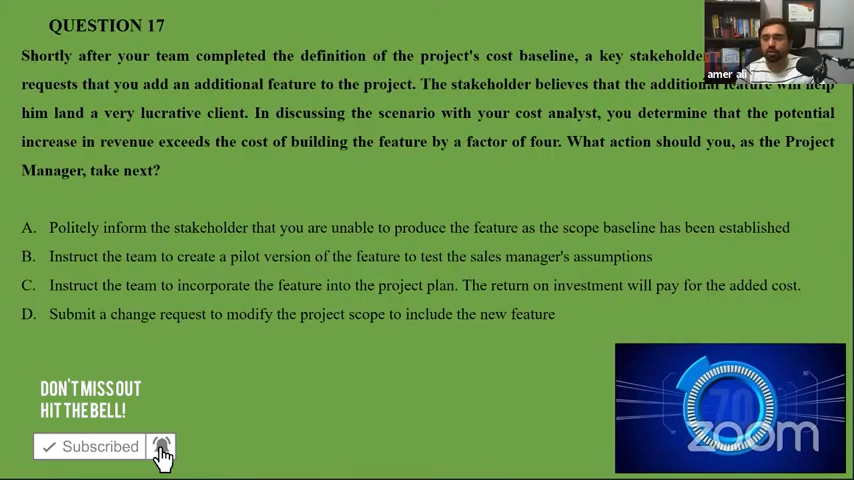 QUESTION 17
Shortly after your team completed the definition of the project's cost baseline, a key stakeholder
amer ali
requests that you add an additional feature to the project. The stakeholder believes that the additional feature will help
him land a very lucrative client. In discussing the scenario with your cost analyst, you determine that the potential
increase in revenue exceeds the cost of building the feature by a factor of four. What action should you, as the Project
Manager, take next?
A. Politely inform the stakeholder that you are unable to produce the feature as the scope baseline has been established
B. Instruct the team to create a pilot version of the feature to test the sales manager's assumptions
C. Instruct the team to incorporate the feature into the project plan. The return on investment will pay for the added cost.
D. Submit a change request to modify the project scope to include the new feature
DON'T MISS OUT
HIT THE BELL!
Subscribed
70
zoom